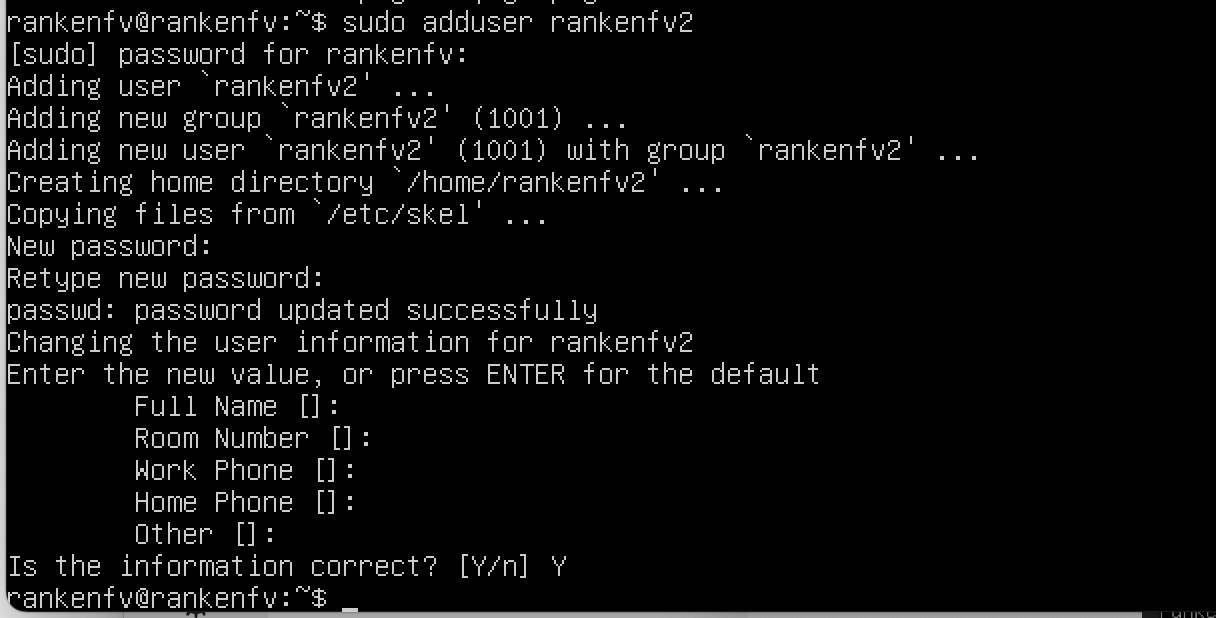 rankenfv@rankenfv:~$ sudo adduser rankenfv2
[sudo] password for rankenfv:
Adding user `rankenfv2' ...
Adding new group `rankenfv2' (1001) ...
Adding new user `rankenfv2' (1001) with group `rankenfv2' ...
Creating home directory `/home/rankenfv2' ...
Copying files from `/etc/skel' ...
New password:
Retype new password:
passwd: password updated successfully
Changing the user information for rankenfv2
Enter the new value, or press ENTER for the default
Full Name []:
Room Number []:
Work Phone []:
Home Phone []:
Other []:
Is the information correct? [Y/n] Y
rankenfv@rankenfv:~$